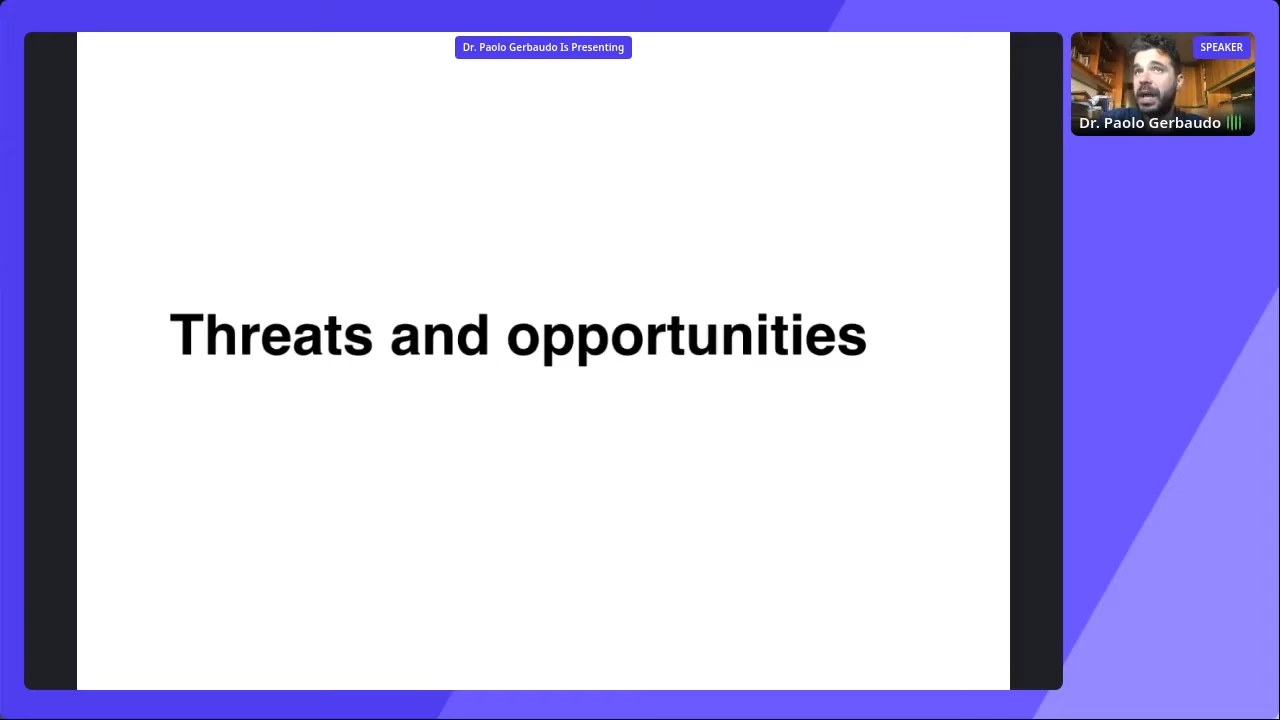 Dr. Paolo Gerbaudo Is Presenting
SPEAKER
Dr. Paolo Gerbaudo
Threats and opportunities